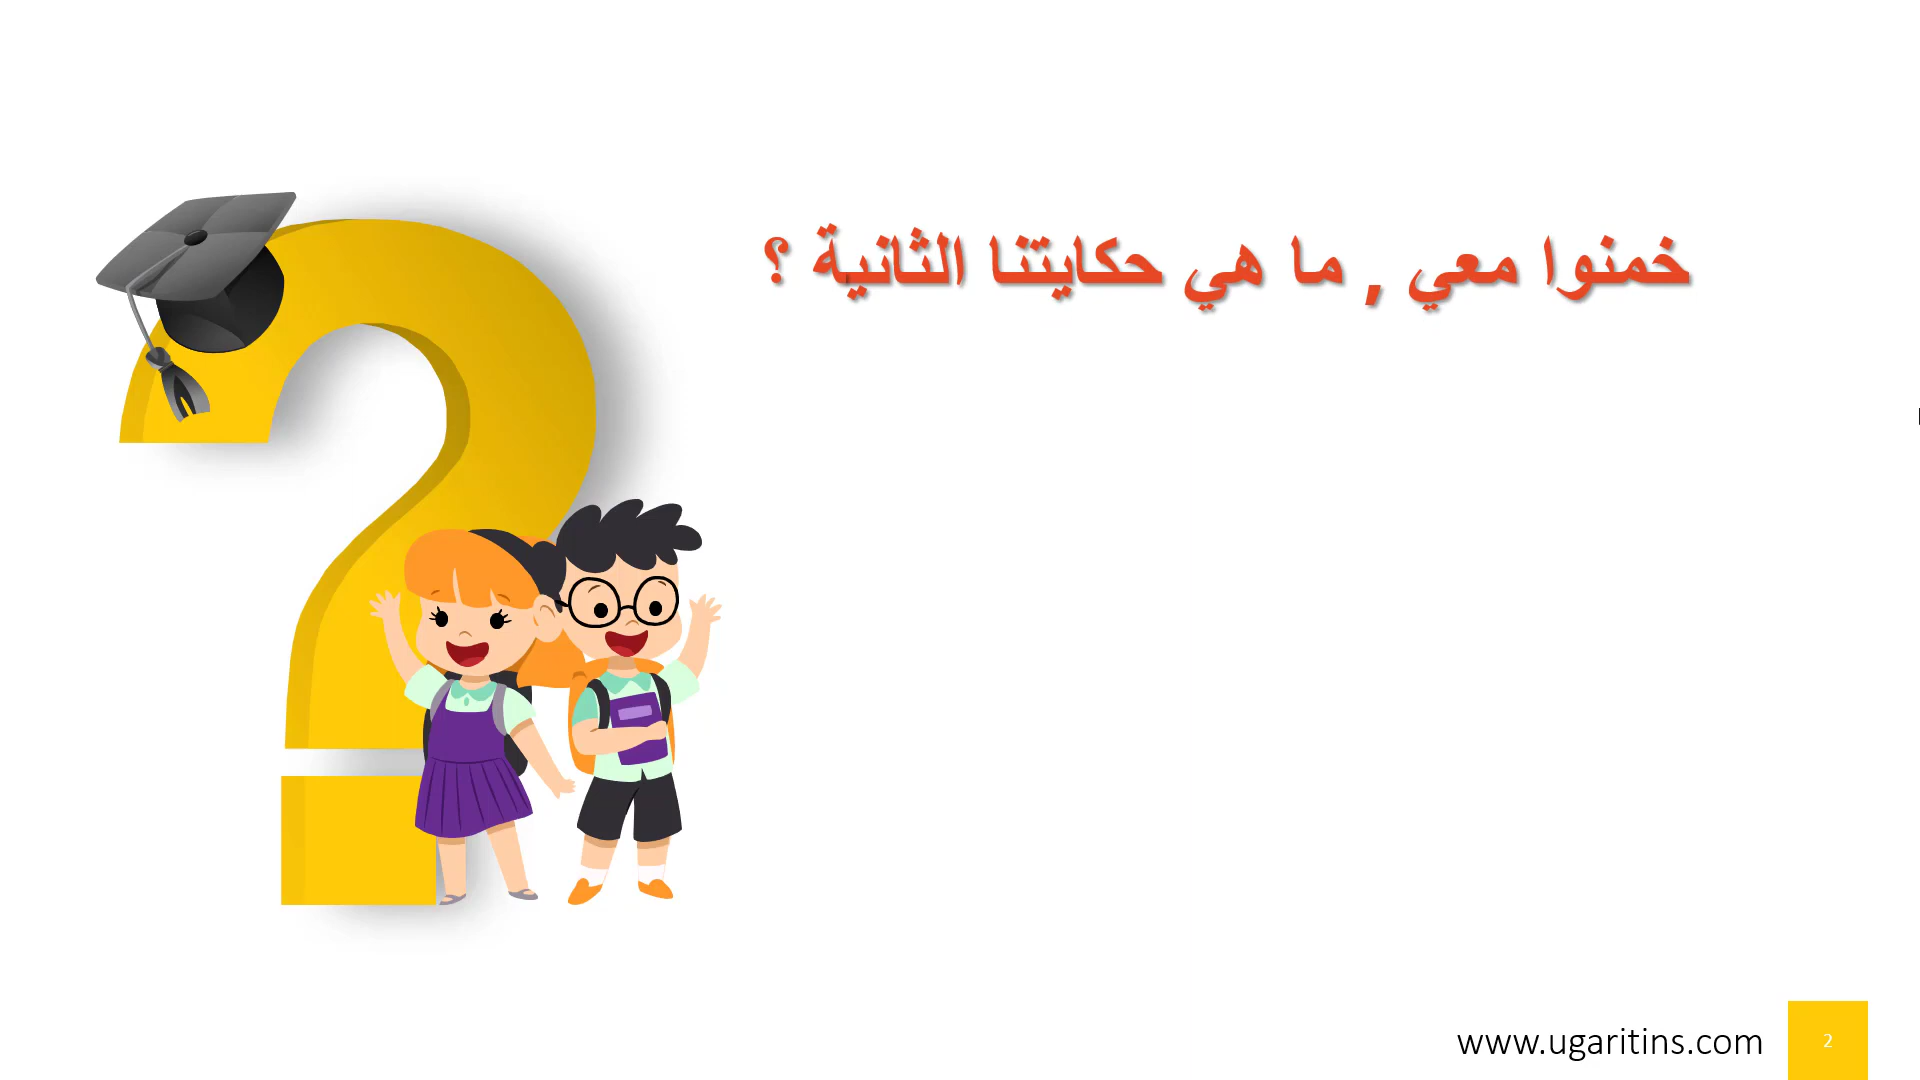 خمنوا معي , ما هي حكايتنا الثانية ؟
www.ugaritins.com
2